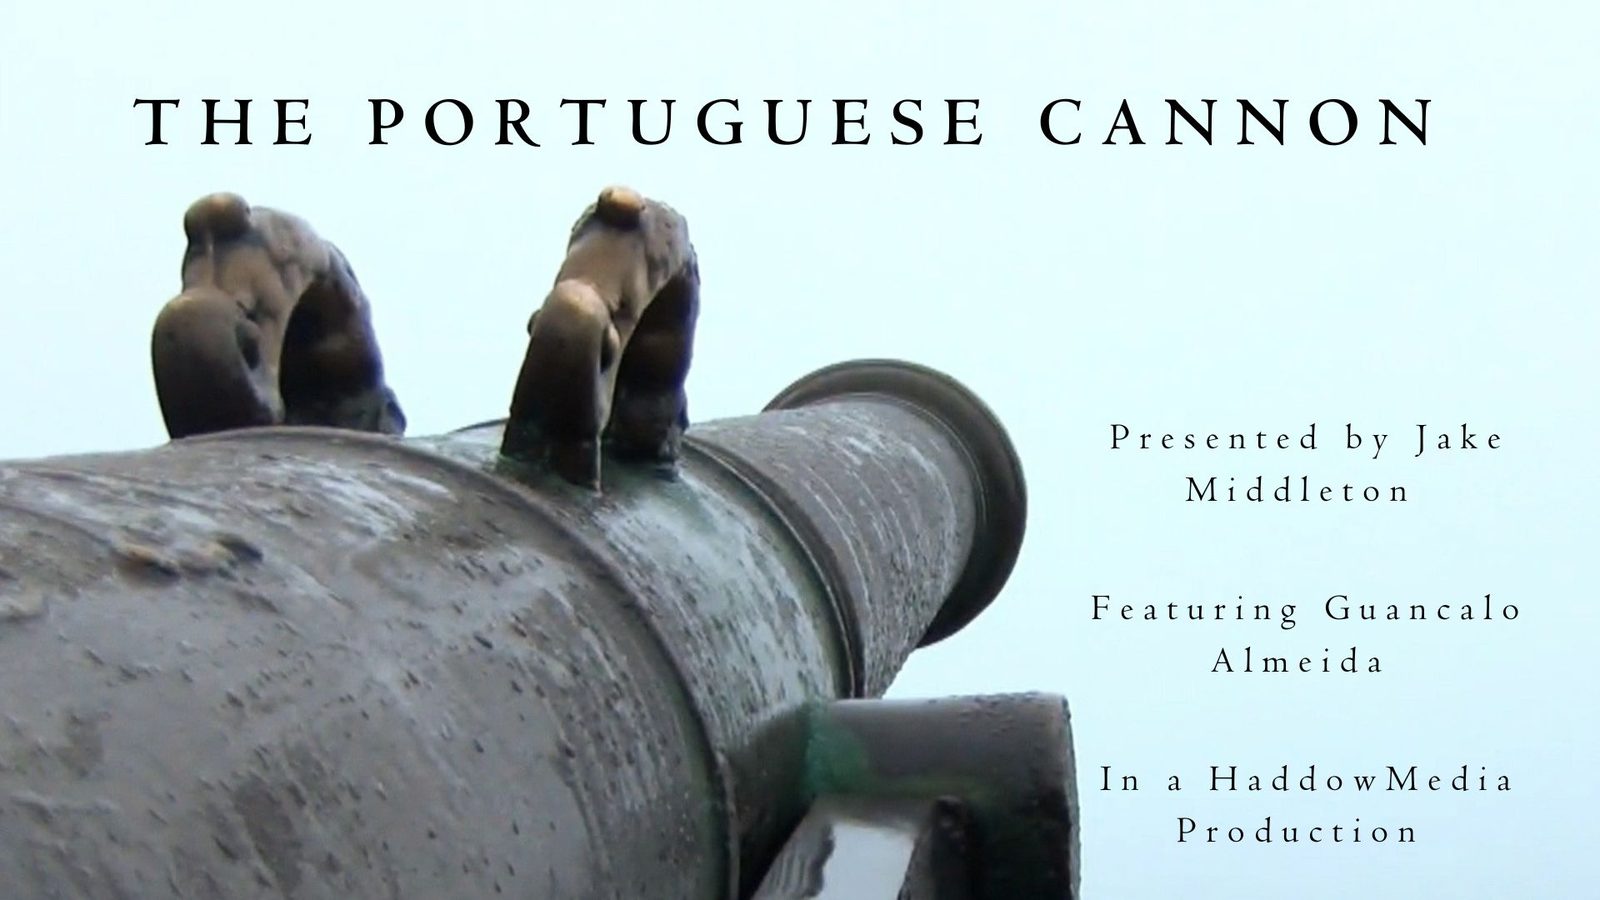 THE PORTUGUESE CANNON
Presented by Jake
Middleton
Featuring Guancalo
Almeida
In a HaddowMedia
Production